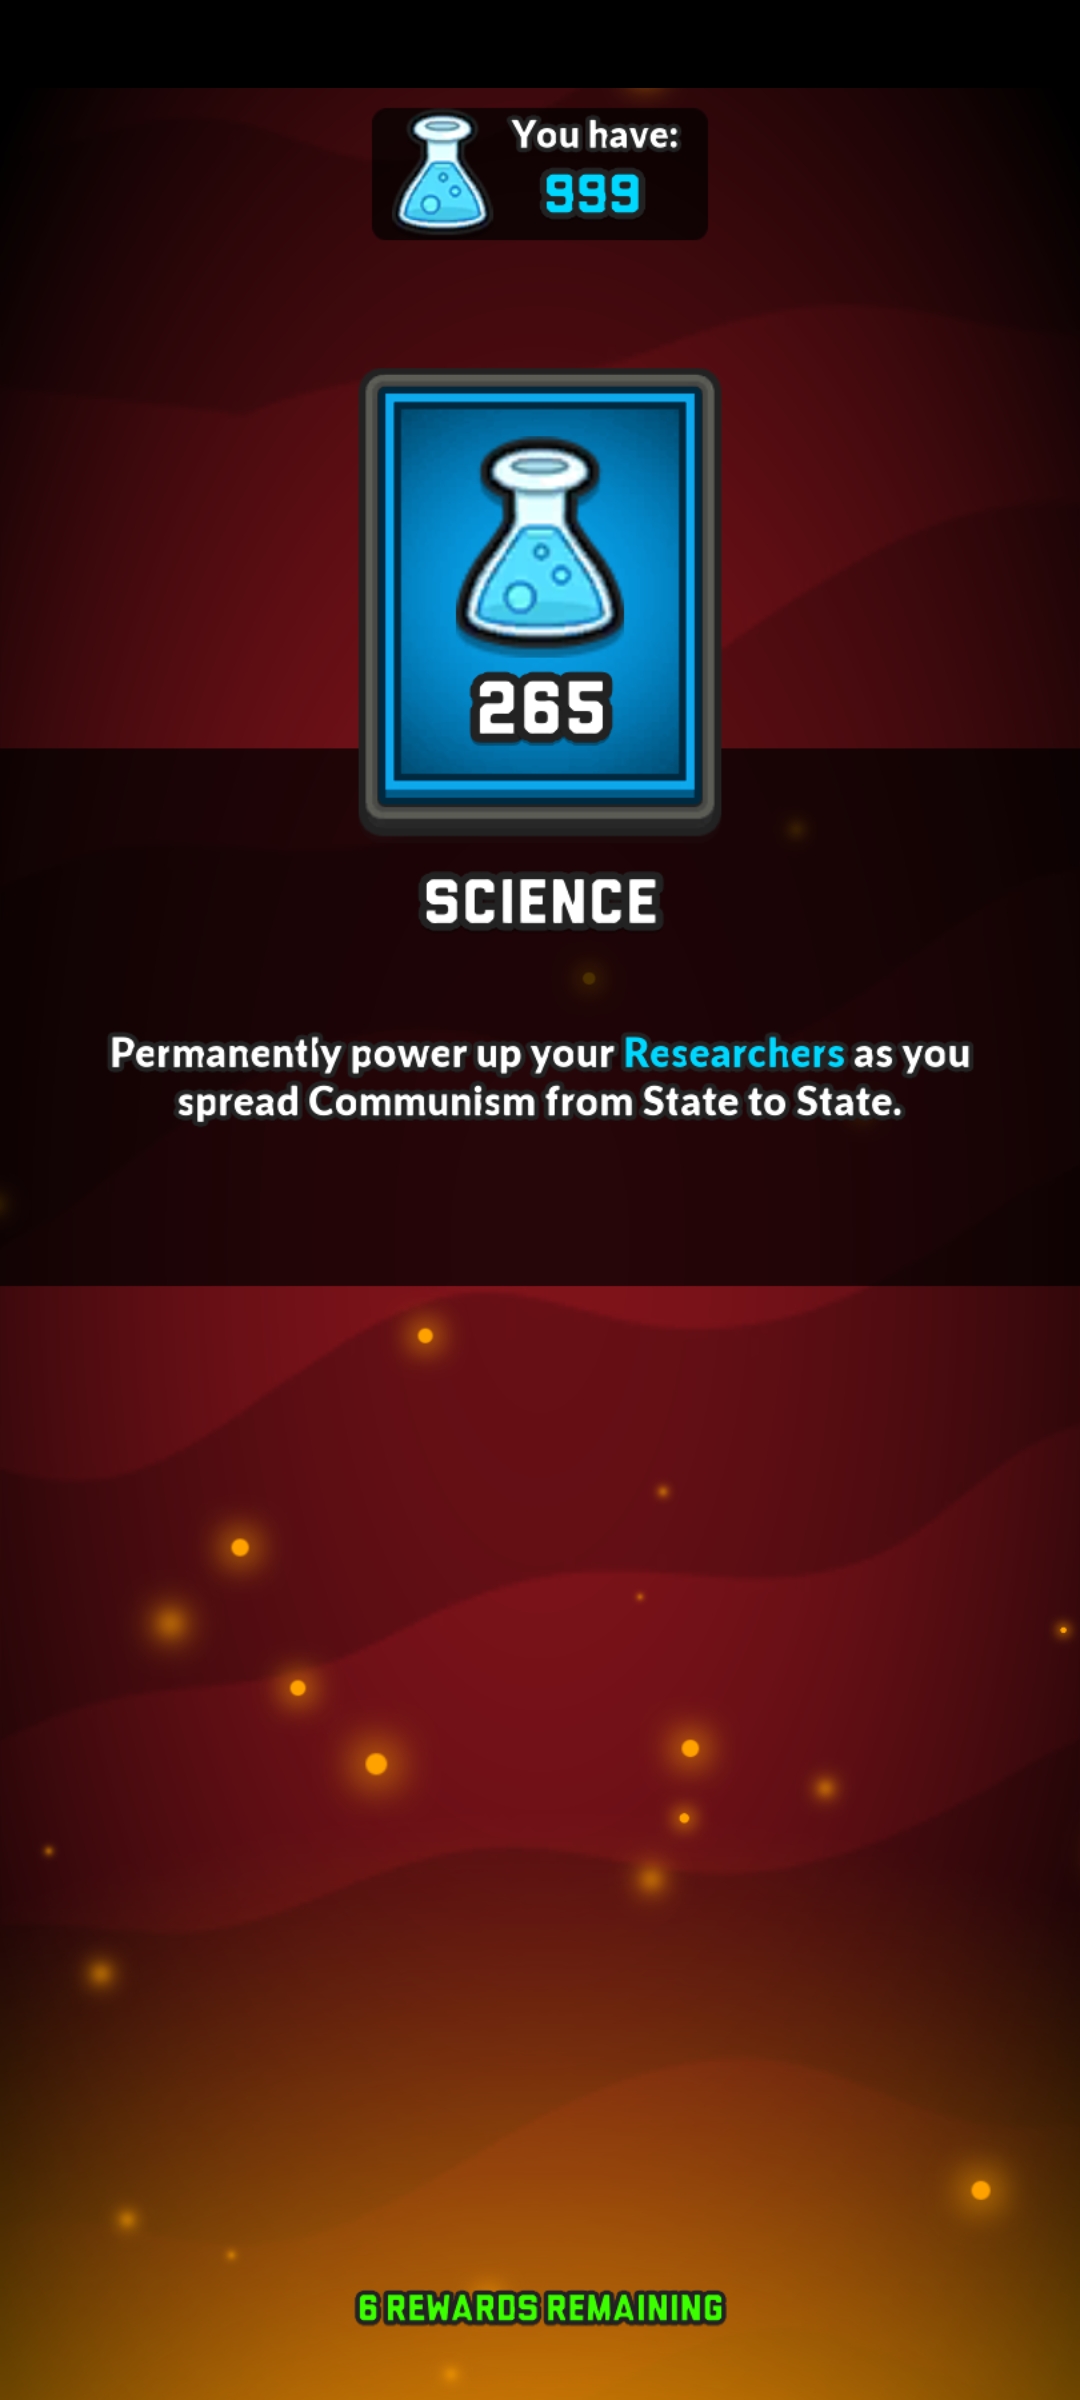 You have:
999
265
SCIENCE
Permanently power up your Researchers as you
spread Communism from State to State.
6 REWARDS REMAINING